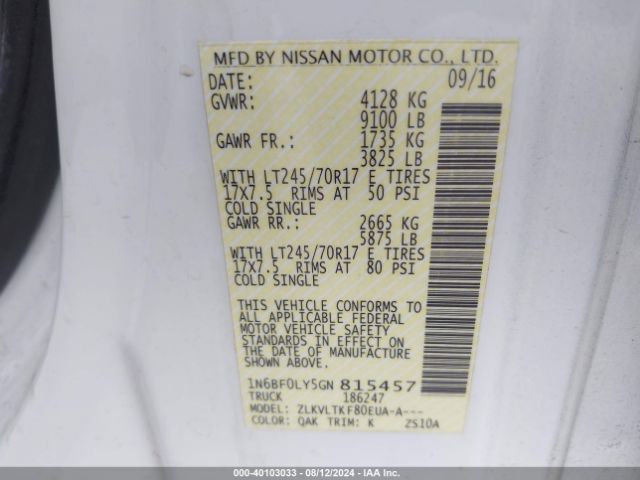 MFD BY NISSAN MOTOR CO., LTD.
DATE: 09/16
GVWR: 4128 KG
9100 LB
GAWR FR.: 1735 KG
3825 LB
WITH LT245/70R17 E TIRES
17X7.5 RIMS AT 50 PSI
COLD SINGLE
GAWR RR.: 2665 KG
5875 LB
WITH LT245/70R17 E TIRES
17X7.5 RIMS AT 80 PSI
COLD SINGLE
THIS VEHICLE CONFORMS TO
ALL APPLICABLE FEDERAL
MOTOR VEHICLE SAFETY
STANDARDS IN EFFECT ON
THE DATE OF MANUFACTURE
SHOWN ABOVE.
1N6BF0LY5GN 815457
TRUCK 186247
MODEL: ZLKVLTKF80EUA-A---
COLOR: QAK TRIM: K ZS10A
000-40103033 - 08/12/2024 - IAAI.com